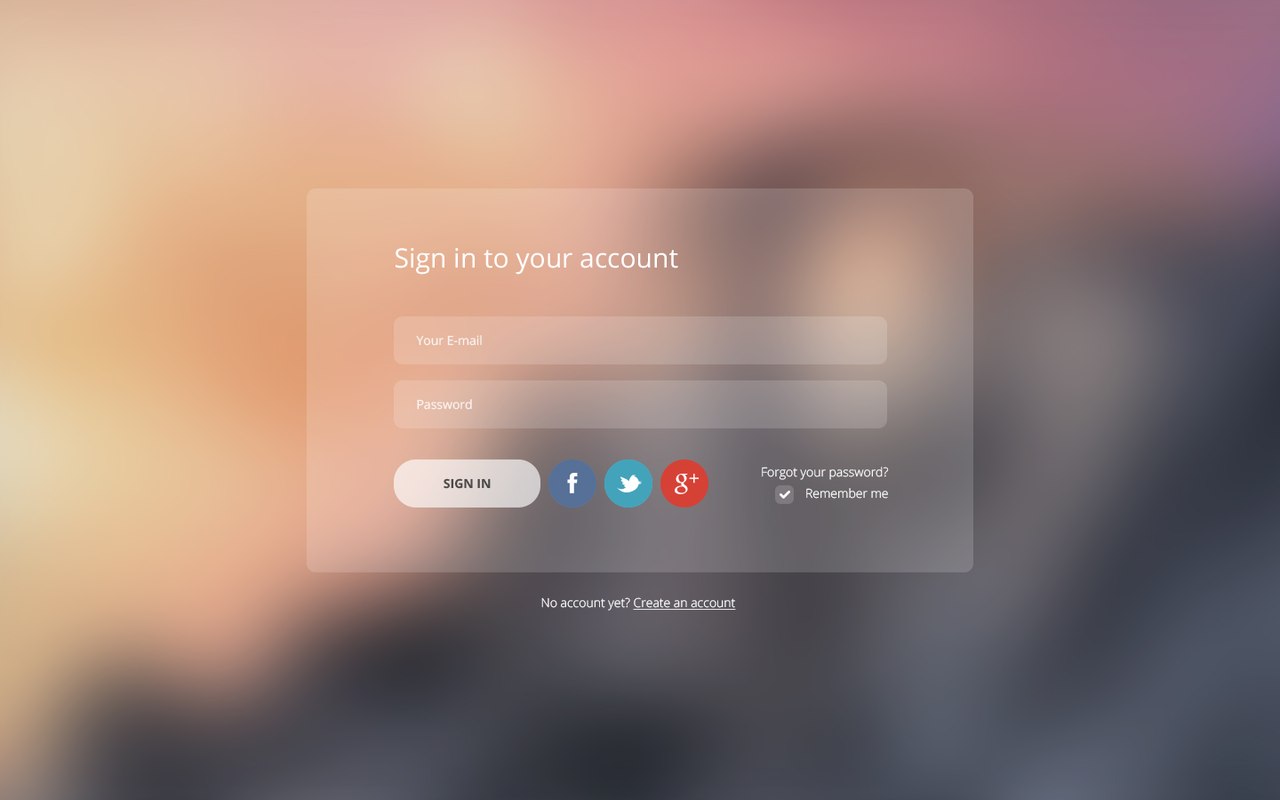 Sign in to your account
Your E-mail
Password
SIGN IN
f
g+
Forgot your password?
Remember me
No account yet? Create an account